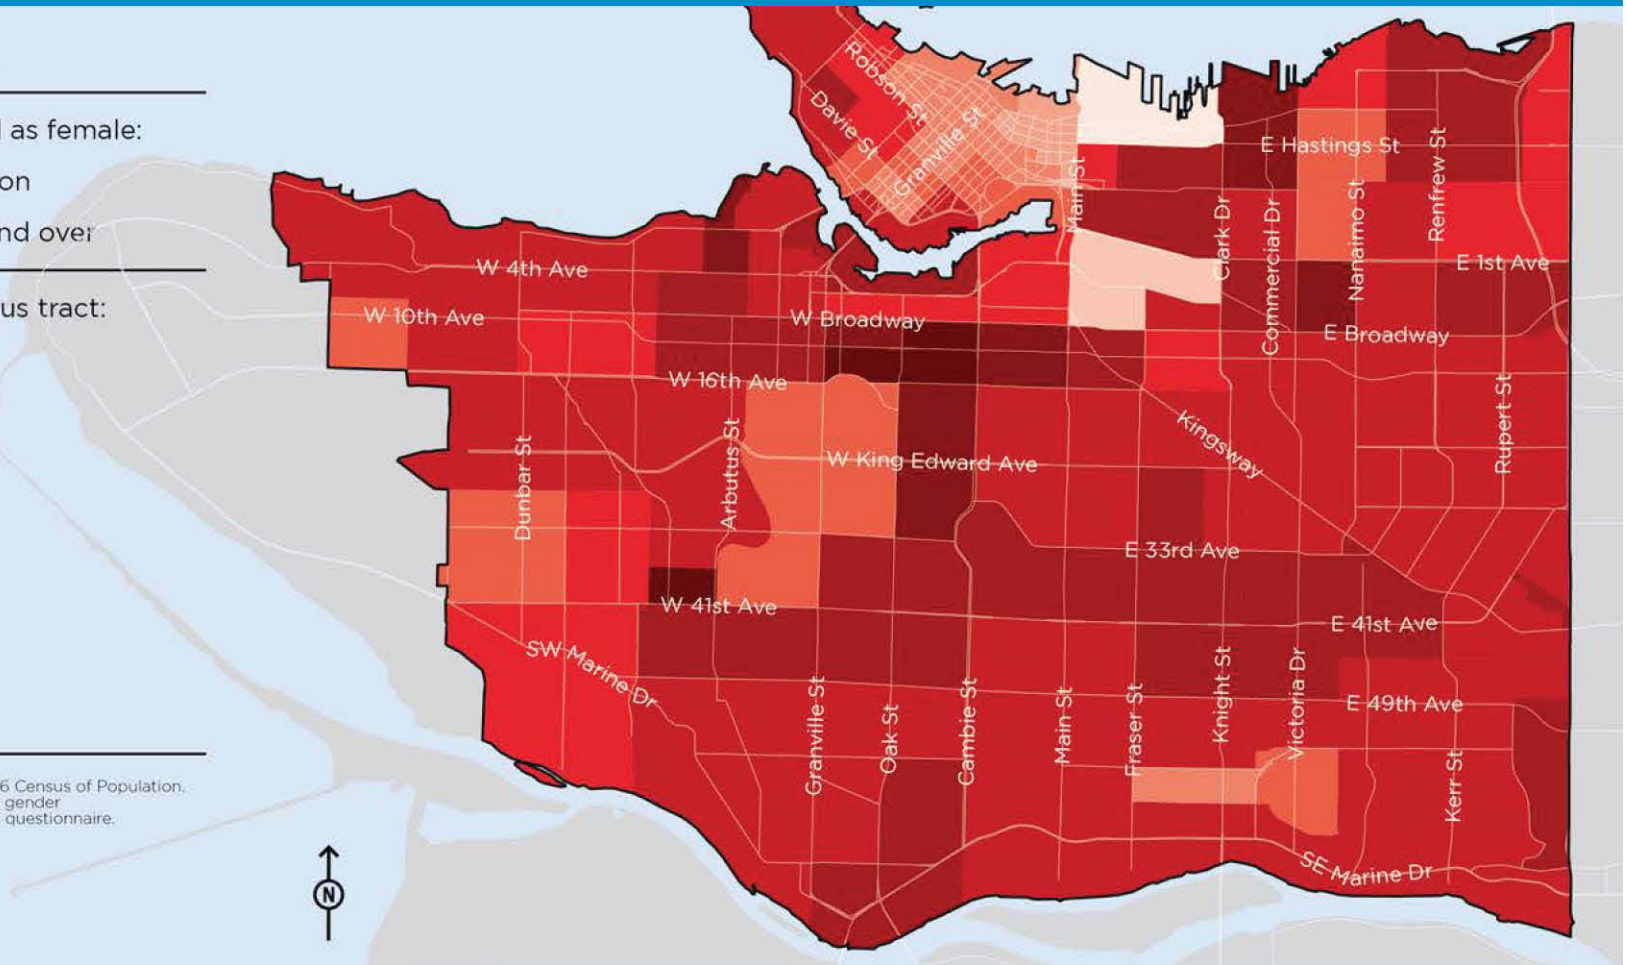 as female:
on
nd over
us tract:
6 Census of Population.
gender
questionnaire.
N
Robson St
Davie St
Granville St
Main St
E Hastings St
Clark Dr
Commercial Dr
Nanaimo St
Renfrew St
E 1st Ave
W 4th Ave
W 10th Ave
W Broadway
E Broadway
W 16th Ave
Dunbar St
Arbutus St
W King Edward Ave
Kingsway
Rupert St
E 33rd Ave
W 41st Ave
E 41st Ave
SW Marine Dr
Granville St
Oak St
Cambie St
Main St
Fraser St
Knight St
Victoria Dr
E 49th Ave
Kerr St
SE Marine Dr